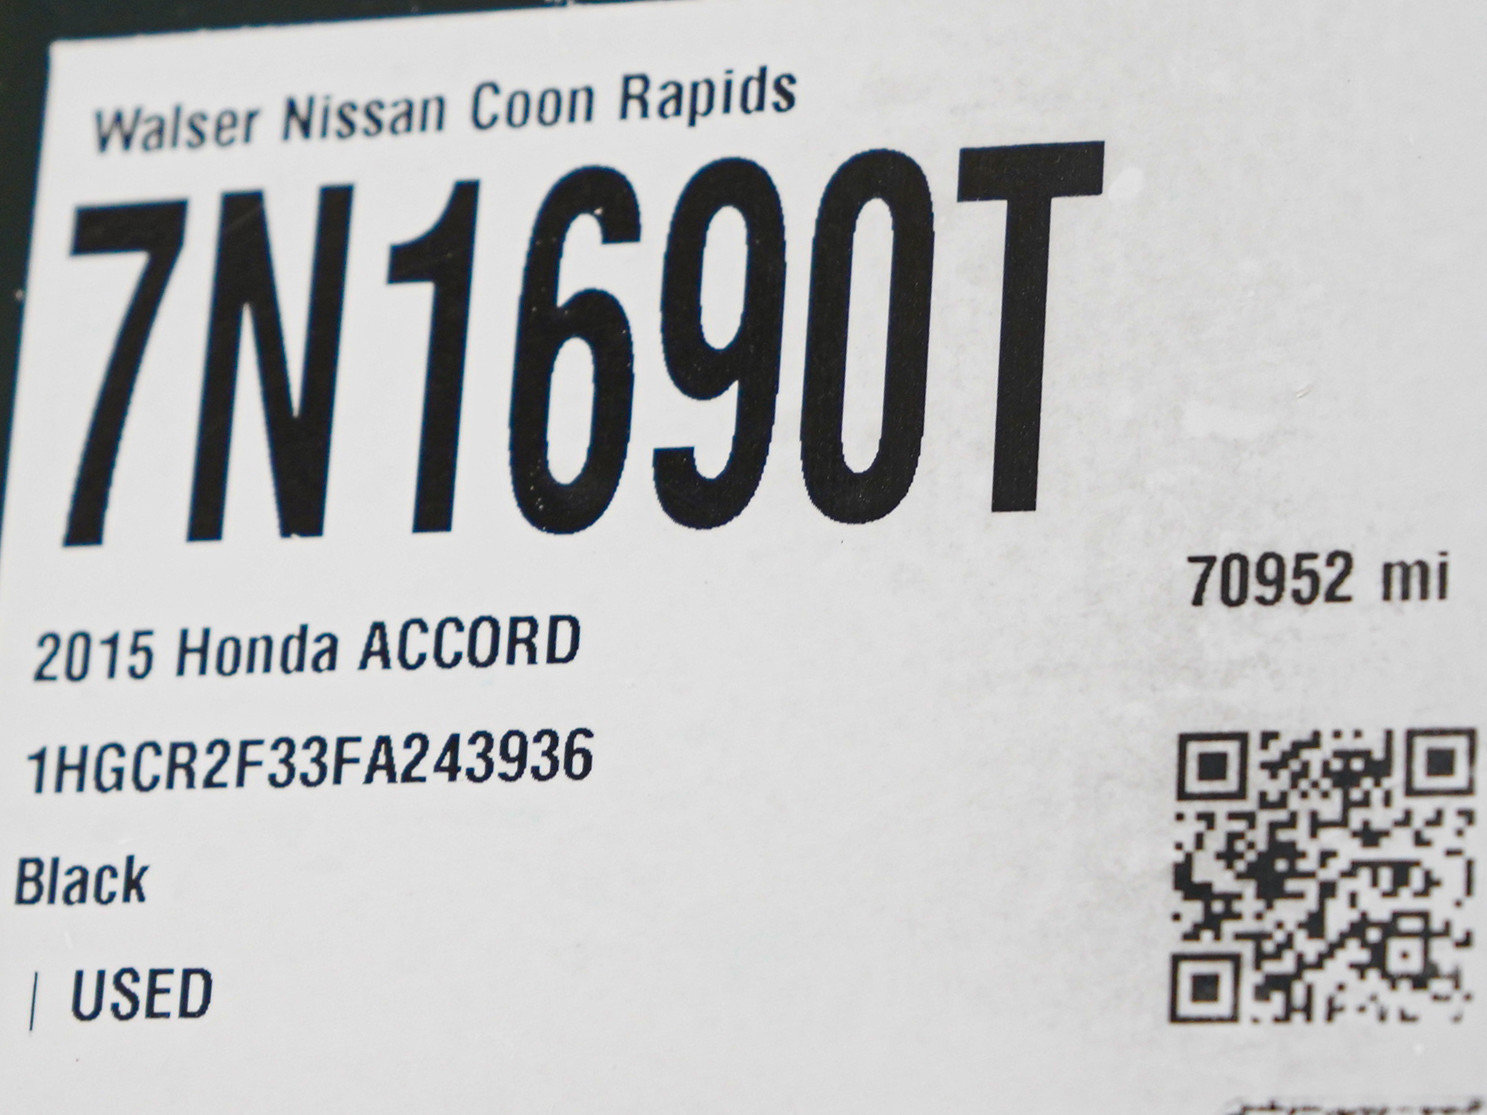 Walser Nissan Coon Rapids
7N1690T
70952 mi
2015 Honda ACCORD
1HGCR2F33FA243936
Black
| USED